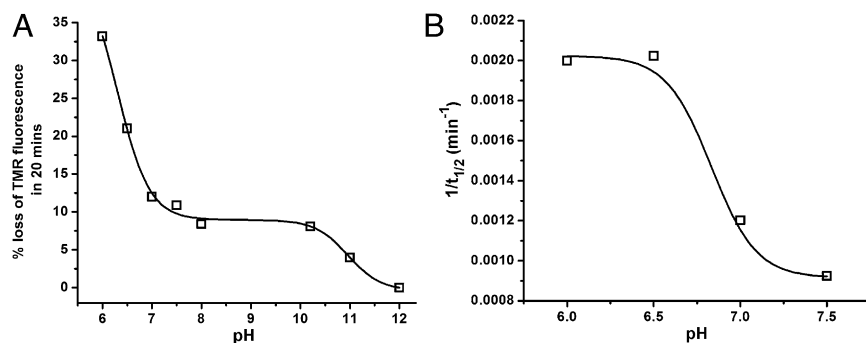 A
% loss of TMR fluorescence
in 20 mins
35
30
25
20
15
10
5
0
6 7 8 9 10 11 12
pH
B
1/t1/2 (min-1)
0.0020
0.0018
0.0016
0.0014
0.0012
0.0010
0.0008
6.0 6.5 7.0 7.5
pH